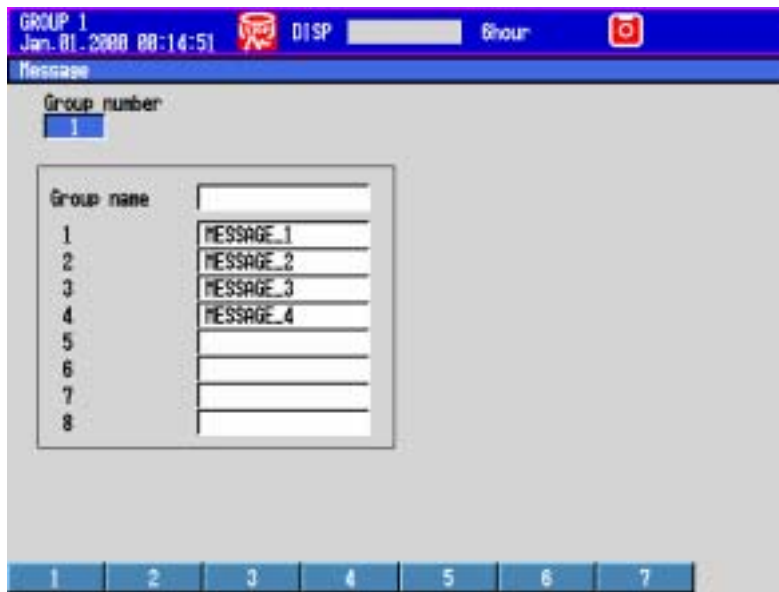 GROUP 1
Jan.01.2000 00:14:51 DISP 6hour
Message
Group number
1
Group name
1 MESSAGE_1
2 MESSAGE_2
3 MESSAGE_3
4 MESSAGE_4
5
6
7
8
1 2 3 4 5 6 7